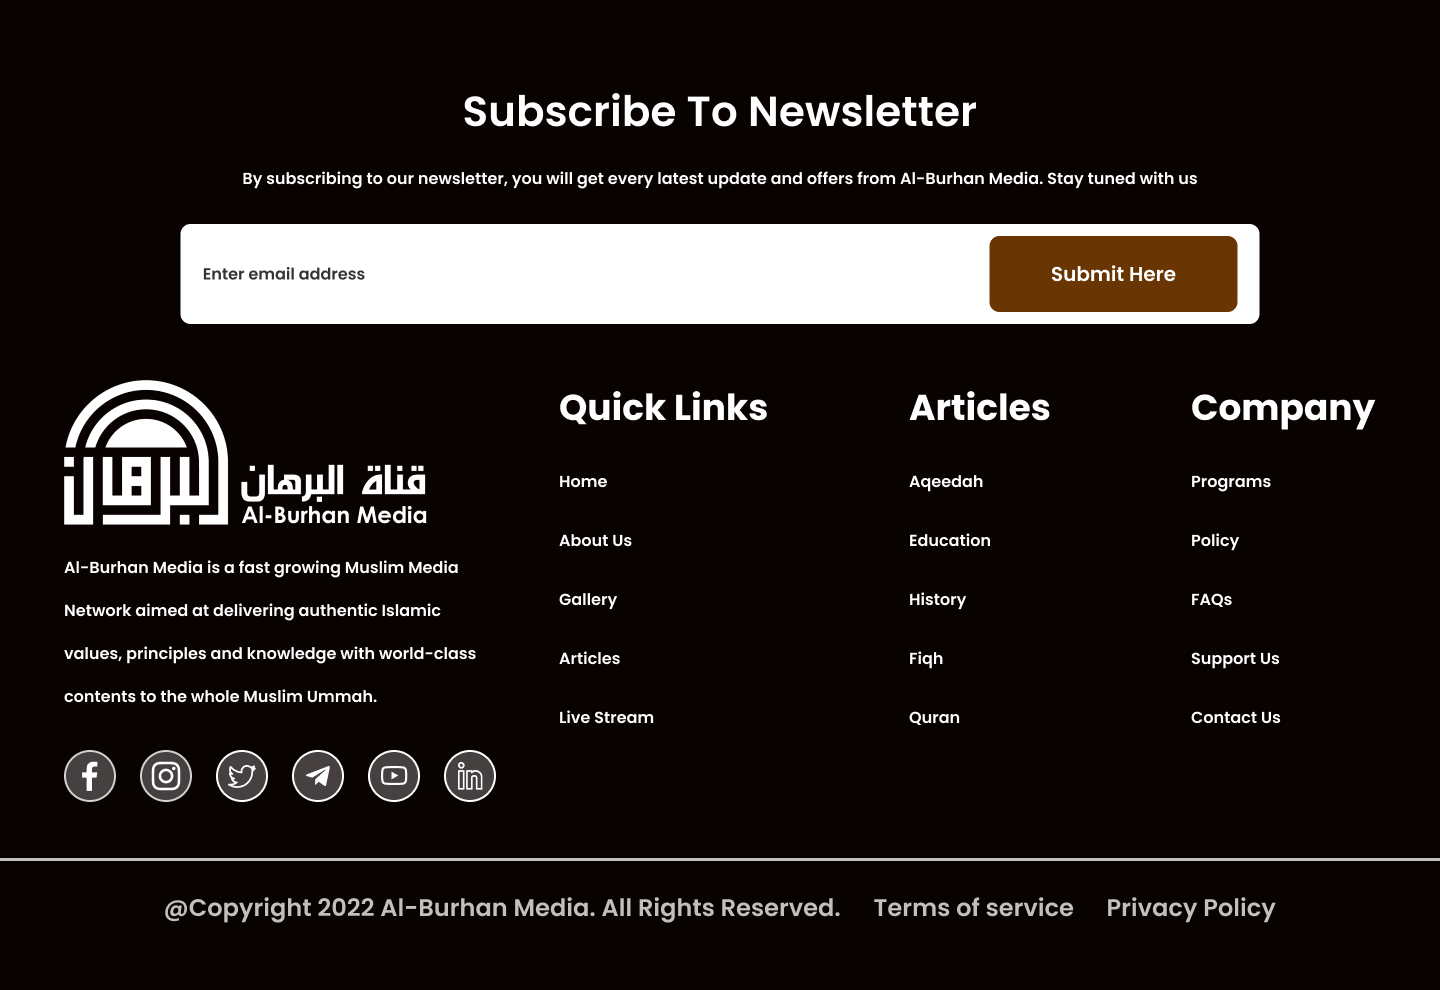 Subscribe To Newsletter
By subscribing to our newsletter, you will get every latest update and offers from Al-Burhan Media. Stay tuned with us
Enter email address
Submit Here
البرهان
قناة البرهان
Al-Burhan Media
Al-Burhan Media is a fast growing Muslim Media
Network aimed at delivering authentic Islamic
values, principles and knowledge with world-class
contents to the whole Muslim Ummah.
Quick Links
Home
About Us
Gallery
Articles
Live Stream
Articles
Aqeedah
Education
History
Fiqh
Quran
Company
Programs
Policy
FAQs
Support Us
Contact Us
@Copyright 2022 Al-Burhan Media. All Rights Reserved.
Terms of service
Privacy Policy